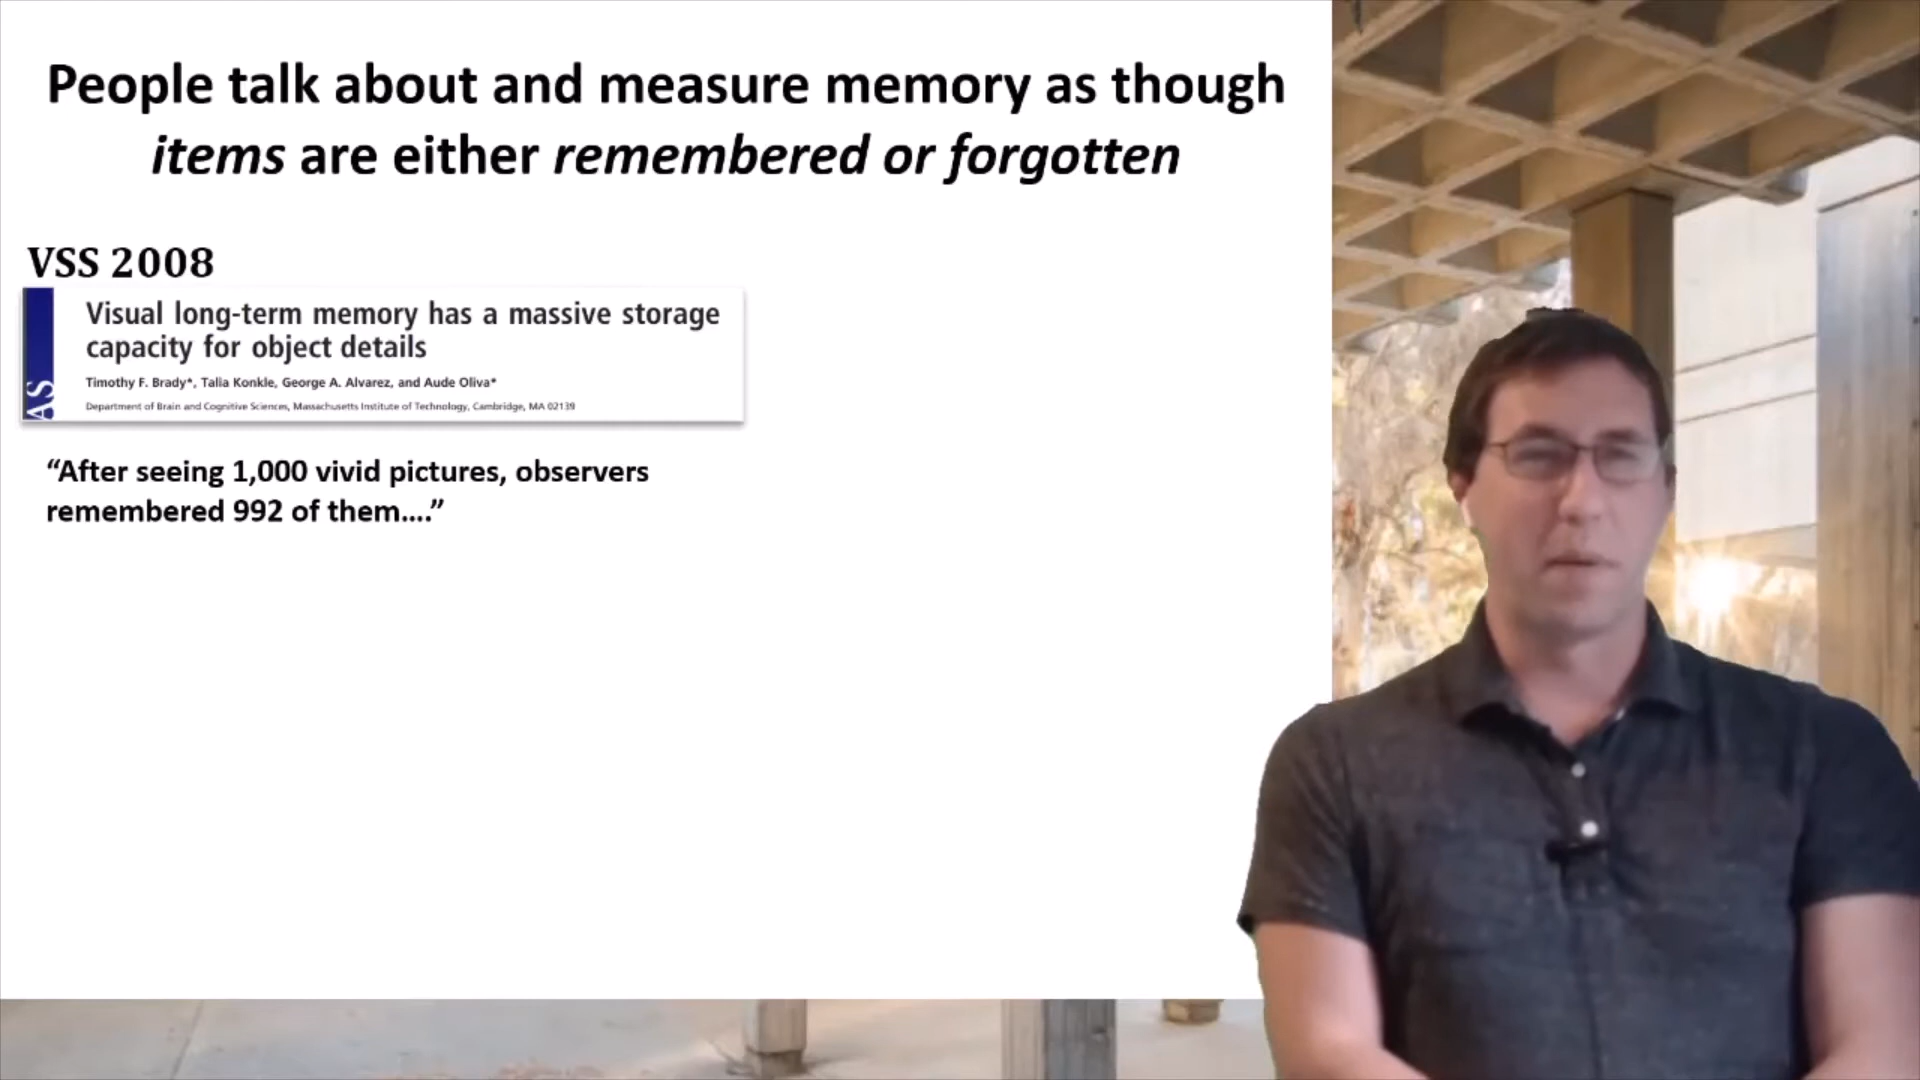 People talk about and measure memory as though
items are either remembered or forgotten
VSS 2008
AS
Visual long-term memory has a massive storage
capacity for object details
Timothy F. Brady*, Talia Konkle, George A. Alvarez, and Aude Oliva*
Department of Brain and Cognitive Sciences, Massachusetts Institute of Technology, Cambridge, MA 02139
“After seeing 1,000 vivid pictures, observers
remembered 992 of them….”